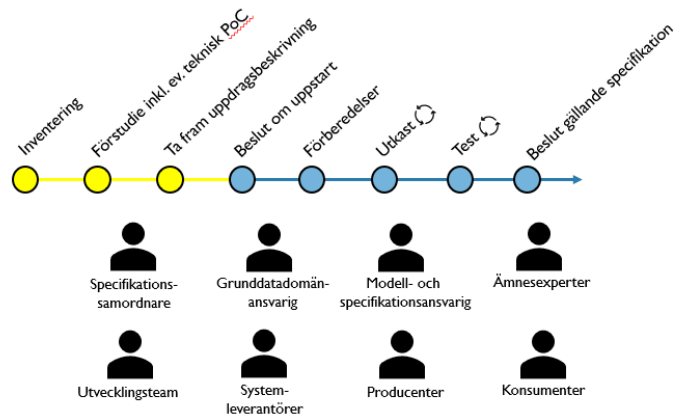 Inventering
Förstudie inkl. ev. teknisk PoC
Ta fram uppdragsbeskrivning
Beslut om uppstart
Förberedelser
Utkast
Test
Beslut gällande specifikation
Specifikations-
samordnare
Grunddatadomän-
ansvarig
Modell- och
specifikationsansvarig
Ämnesexperter
Utvecklingsteam
System-
leverantörer
Producenter
Konsumenter